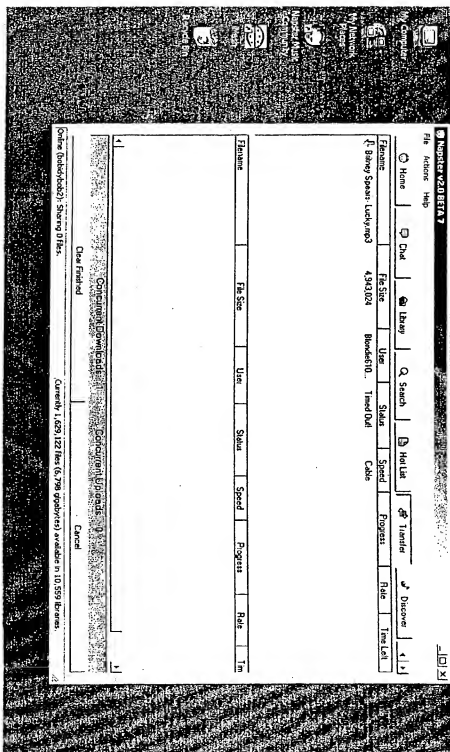 My Computer
Napster v2.0 BETA 7
File Actions Help
Home Chat Library Search Hot List Transfer Discover
Filename File Size User Status Speed Progress Rate Time Left
Britney Spears - Lucky.mp3 4,943,024 Blondie610... Timed Out! Cable
Filename File Size User Status Speed Progress Rate Tim
Concurrent Downloads: Concurrent Uploads:
Clear Finished Cancel
Online (bobidybob2): Sharing 0 files. Currently 1,629,122 files (6,798 gigabytes) available in 10,559 libraries.